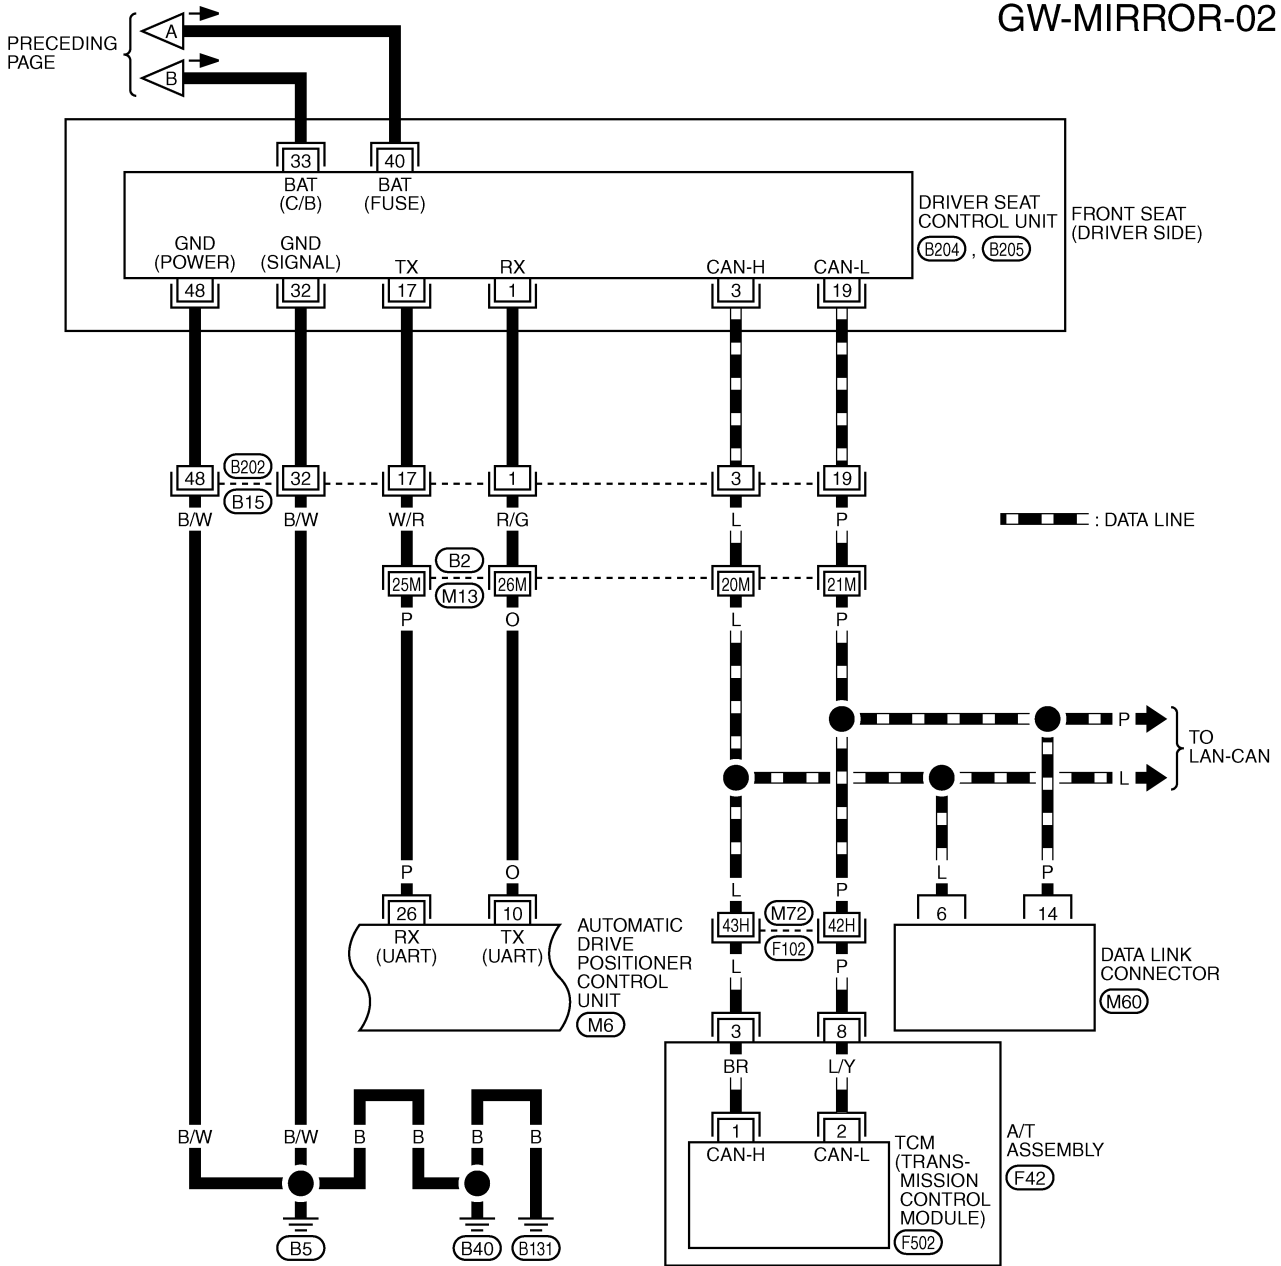 GW-MIRROR-02
PRECEDING
PAGE
A
B
33
40
BAT
(C/B)
BAT
(FUSE)
DRIVER SEAT
CONTROL UNIT
B204 , B205
FRONT SEAT
(DRIVER SIDE)
GND
(POWER)
GND
(SIGNAL)
TX
RX
CAN-H
CAN-L
48
32
17
1
3
19
48
B202
B15
32
17
1
3
19
B/W
B/W
W/R
R/G
L
P
: DATA LINE
25M
B2
M13
26M
20M
21M
P
O
L
P
P
L
TO
LAN-CAN
P
O
L
P
L
P
26
10
43H
M72
F102
42H
6
14
RX
(UART)
TX
(UART)
AUTOMATIC
DRIVE
POSITIONER
CONTROL
UNIT
M6
L
P
DATA LINK
CONNECTOR
M60
3
8
BR
L/Y
1
2
CAN-H
CAN-L
TCM
(TRANS-
MISSION
CONTROL
MODULE)
F502
A/T
ASSEMBLY
F42
B/W
B/W
B
B
B
B
B5
B40
B131